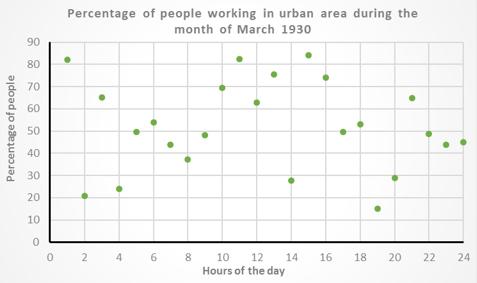 Percentage of people working in urban area during the
month of March 1930
Percentage of people
90
80
70
60
50
40
30
20
10
0
0 2 4 6 8 10 12 14 16 18 20 22 24
Hours of the day